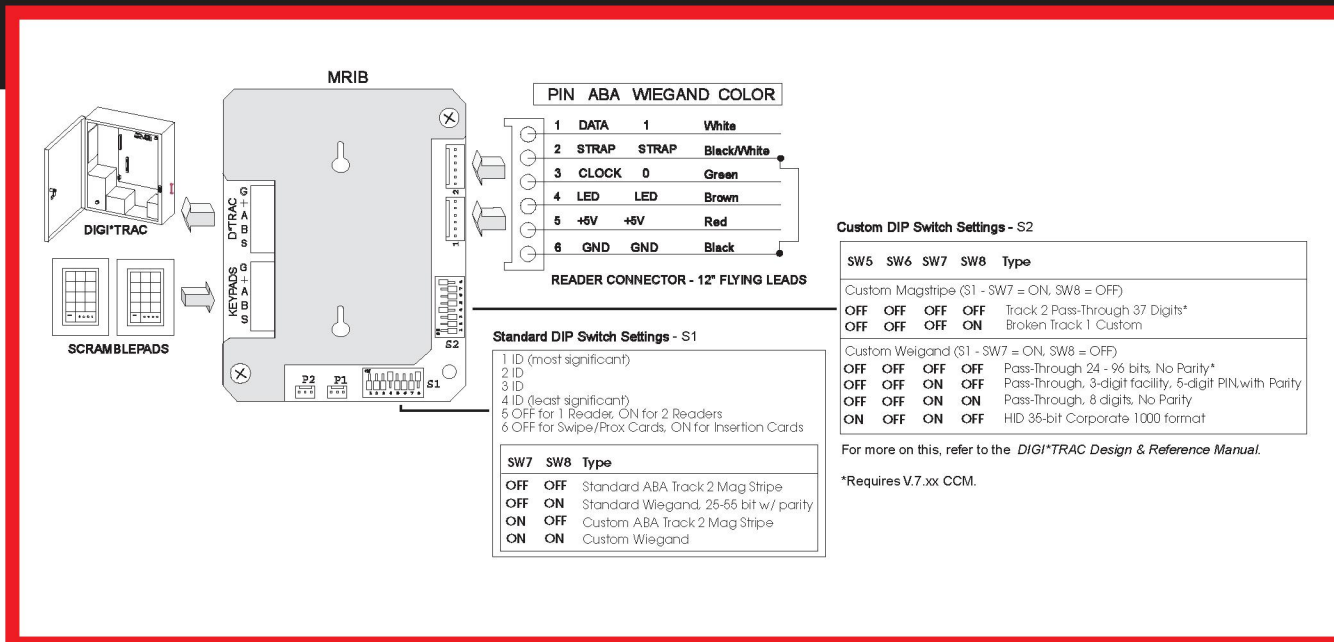 MRIB
DIGI*TRAC
SCRAMBLEPADS
D*TRAC
G + A B S
KEYPADS
G + A B S
2
1
S2
P2 P1
S1
PIN ABA WIEGAND COLOR
1 DATA 1 White
2 STRAP STRAP Black/White
3 CLOCK 0 Green
4 LED LED Brown
5 +5V +5V Red
6 GND GND Black
READER CONNECTOR - 12" FLYING LEADS
Standard DIP Switch Settings - S1
1 ID (most significant)
2 ID
3 ID
4 ID (least significant)
5 OFF for 1 Reader, ON for 2 Readers
6 OFF for Swipe/Prox Cards, ON for Insertion Cards
SW7 SW8 Type
OFF OFF Standard ABA Track 2 Mag Stripe
OFF ON Standard Wiegand, 25-55 bit w/ parity
ON OFF Custom ABA Track 2 Mag Stripe
ON ON Custom Wiegand
Custom DIP Switch Settings - S2
SW5 SW6 SW7 SW8 Type
Custom Magstripe (S1 - SW7 = ON, SW8 = OFF)
OFF OFF OFF OFF Track 2 Pass-Through 37 Digits*
OFF OFF OFF ON Broken Track 1 Custom
Custom Weigand (S1 - SW7 = ON, SW8 = OFF)
OFF OFF OFF OFF Pass-Through 24 - 96 bits, No Parity*
OFF OFF ON OFF Pass-Through, 3-digit facility, 5-digit PIN, with Parity
OFF OFF ON ON Pass-Through, 8 digits, No Parity
ON OFF ON OFF HID 35-bit Corporate 1000 format
For more on this, refer to the DIGI*TRAC Design & Reference Manual.
*Requires V.7.xx CCM.